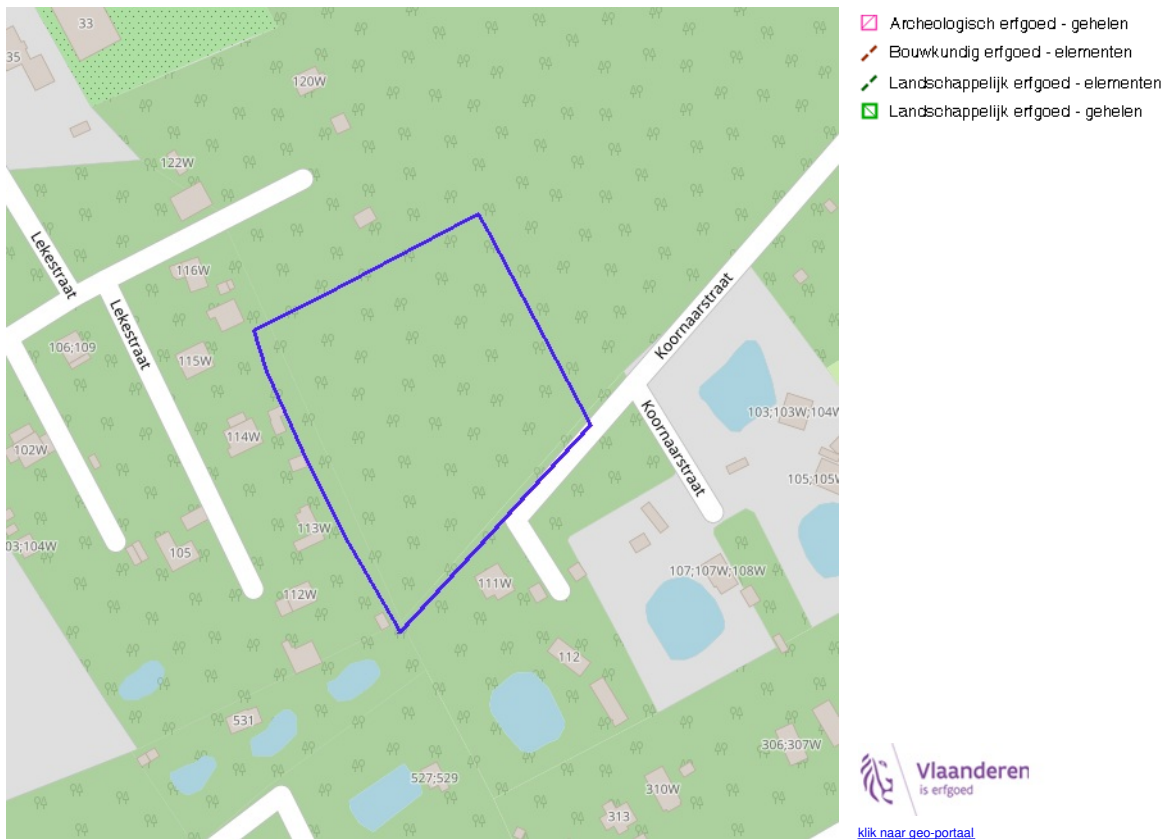 33
35
120W
122W
Lekestraat
116W
Lekestraat
106;109
115W
Koornaarstraat
114W
102W
103;103W;104W
Koornaarstraat
105;105W
113W
03;104W
105
107;107W;108W
111W
112W
112
531
306;307W
527;529
310W
313
Archeologisch erfgoed - gehelen
Bouwkundig erfgoed - elementen
Landschappelijk erfgoed - elementen
Landschappelijk erfgoed - gehelen
Vlaanderen
is erfgoed
klik naar geo-portaal